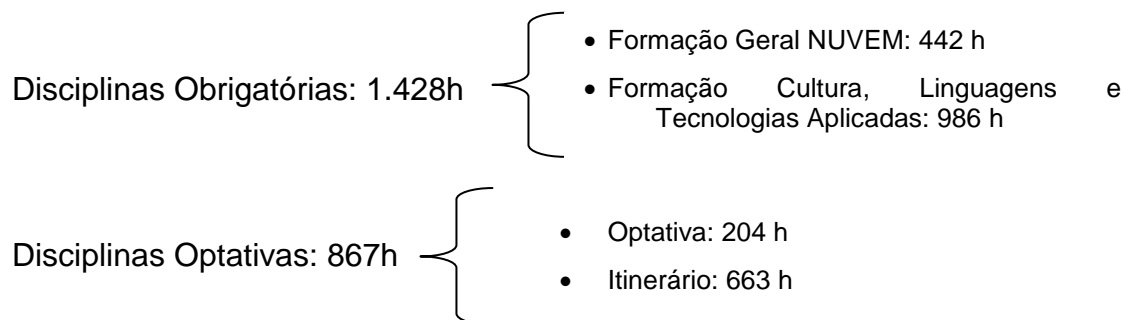 • Formação Geral NUVEM: 442 h
Disciplinas Obrigatórias: 1.428h
• Formação Cultura, Linguagens e
Tecnologias Aplicadas: 986 h
• Optativa: 204 h
Disciplinas Optativas: 867h
• Itinerário: 663 h